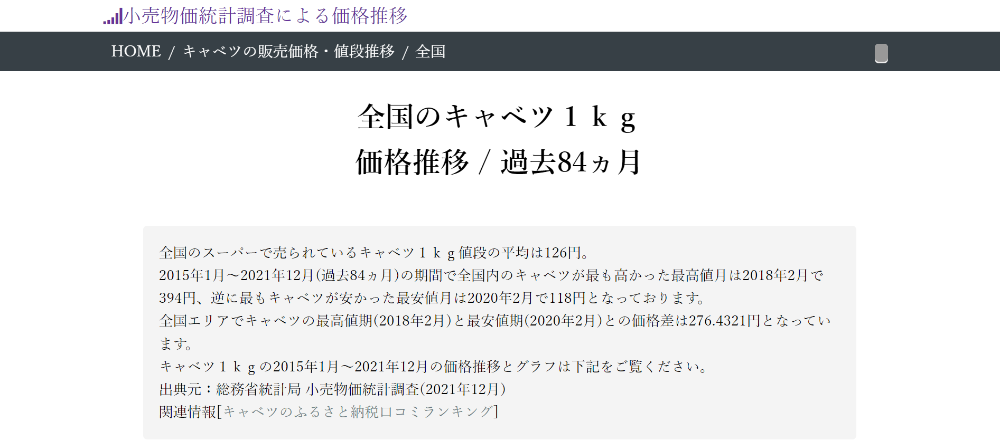 小売物価統計調査による価格推移
HOME / キャベツの販売価格・値段推移 / 全国
全国のキャベツ１ｋｇ
価格推移 / 過去84ヵ月
全国のスーパーで売られているキャベツ１ｋｇ値段の平均は126円。
2015年1月～2021年12月(過去84ヵ月)の期間で全国内のキャベツが最も高かった最高値月は2018年2月で
394円、逆に最もキャベツが安かった最安値月は2020年2月で118円となっております。
全国エリアでキャベツの最高値期(2018年2月)と最安値期(2020年2月)との価格差は276.4321円となってい
ます。
キャベツ１ｋｇの2015年1月～2021年12月の価格推移とグラフは下記をご覧ください。
出典元：総務省統計局 小売物価統計調査(2021年12月)
関連情報[キャベツのふるさと納税口コミランキング]